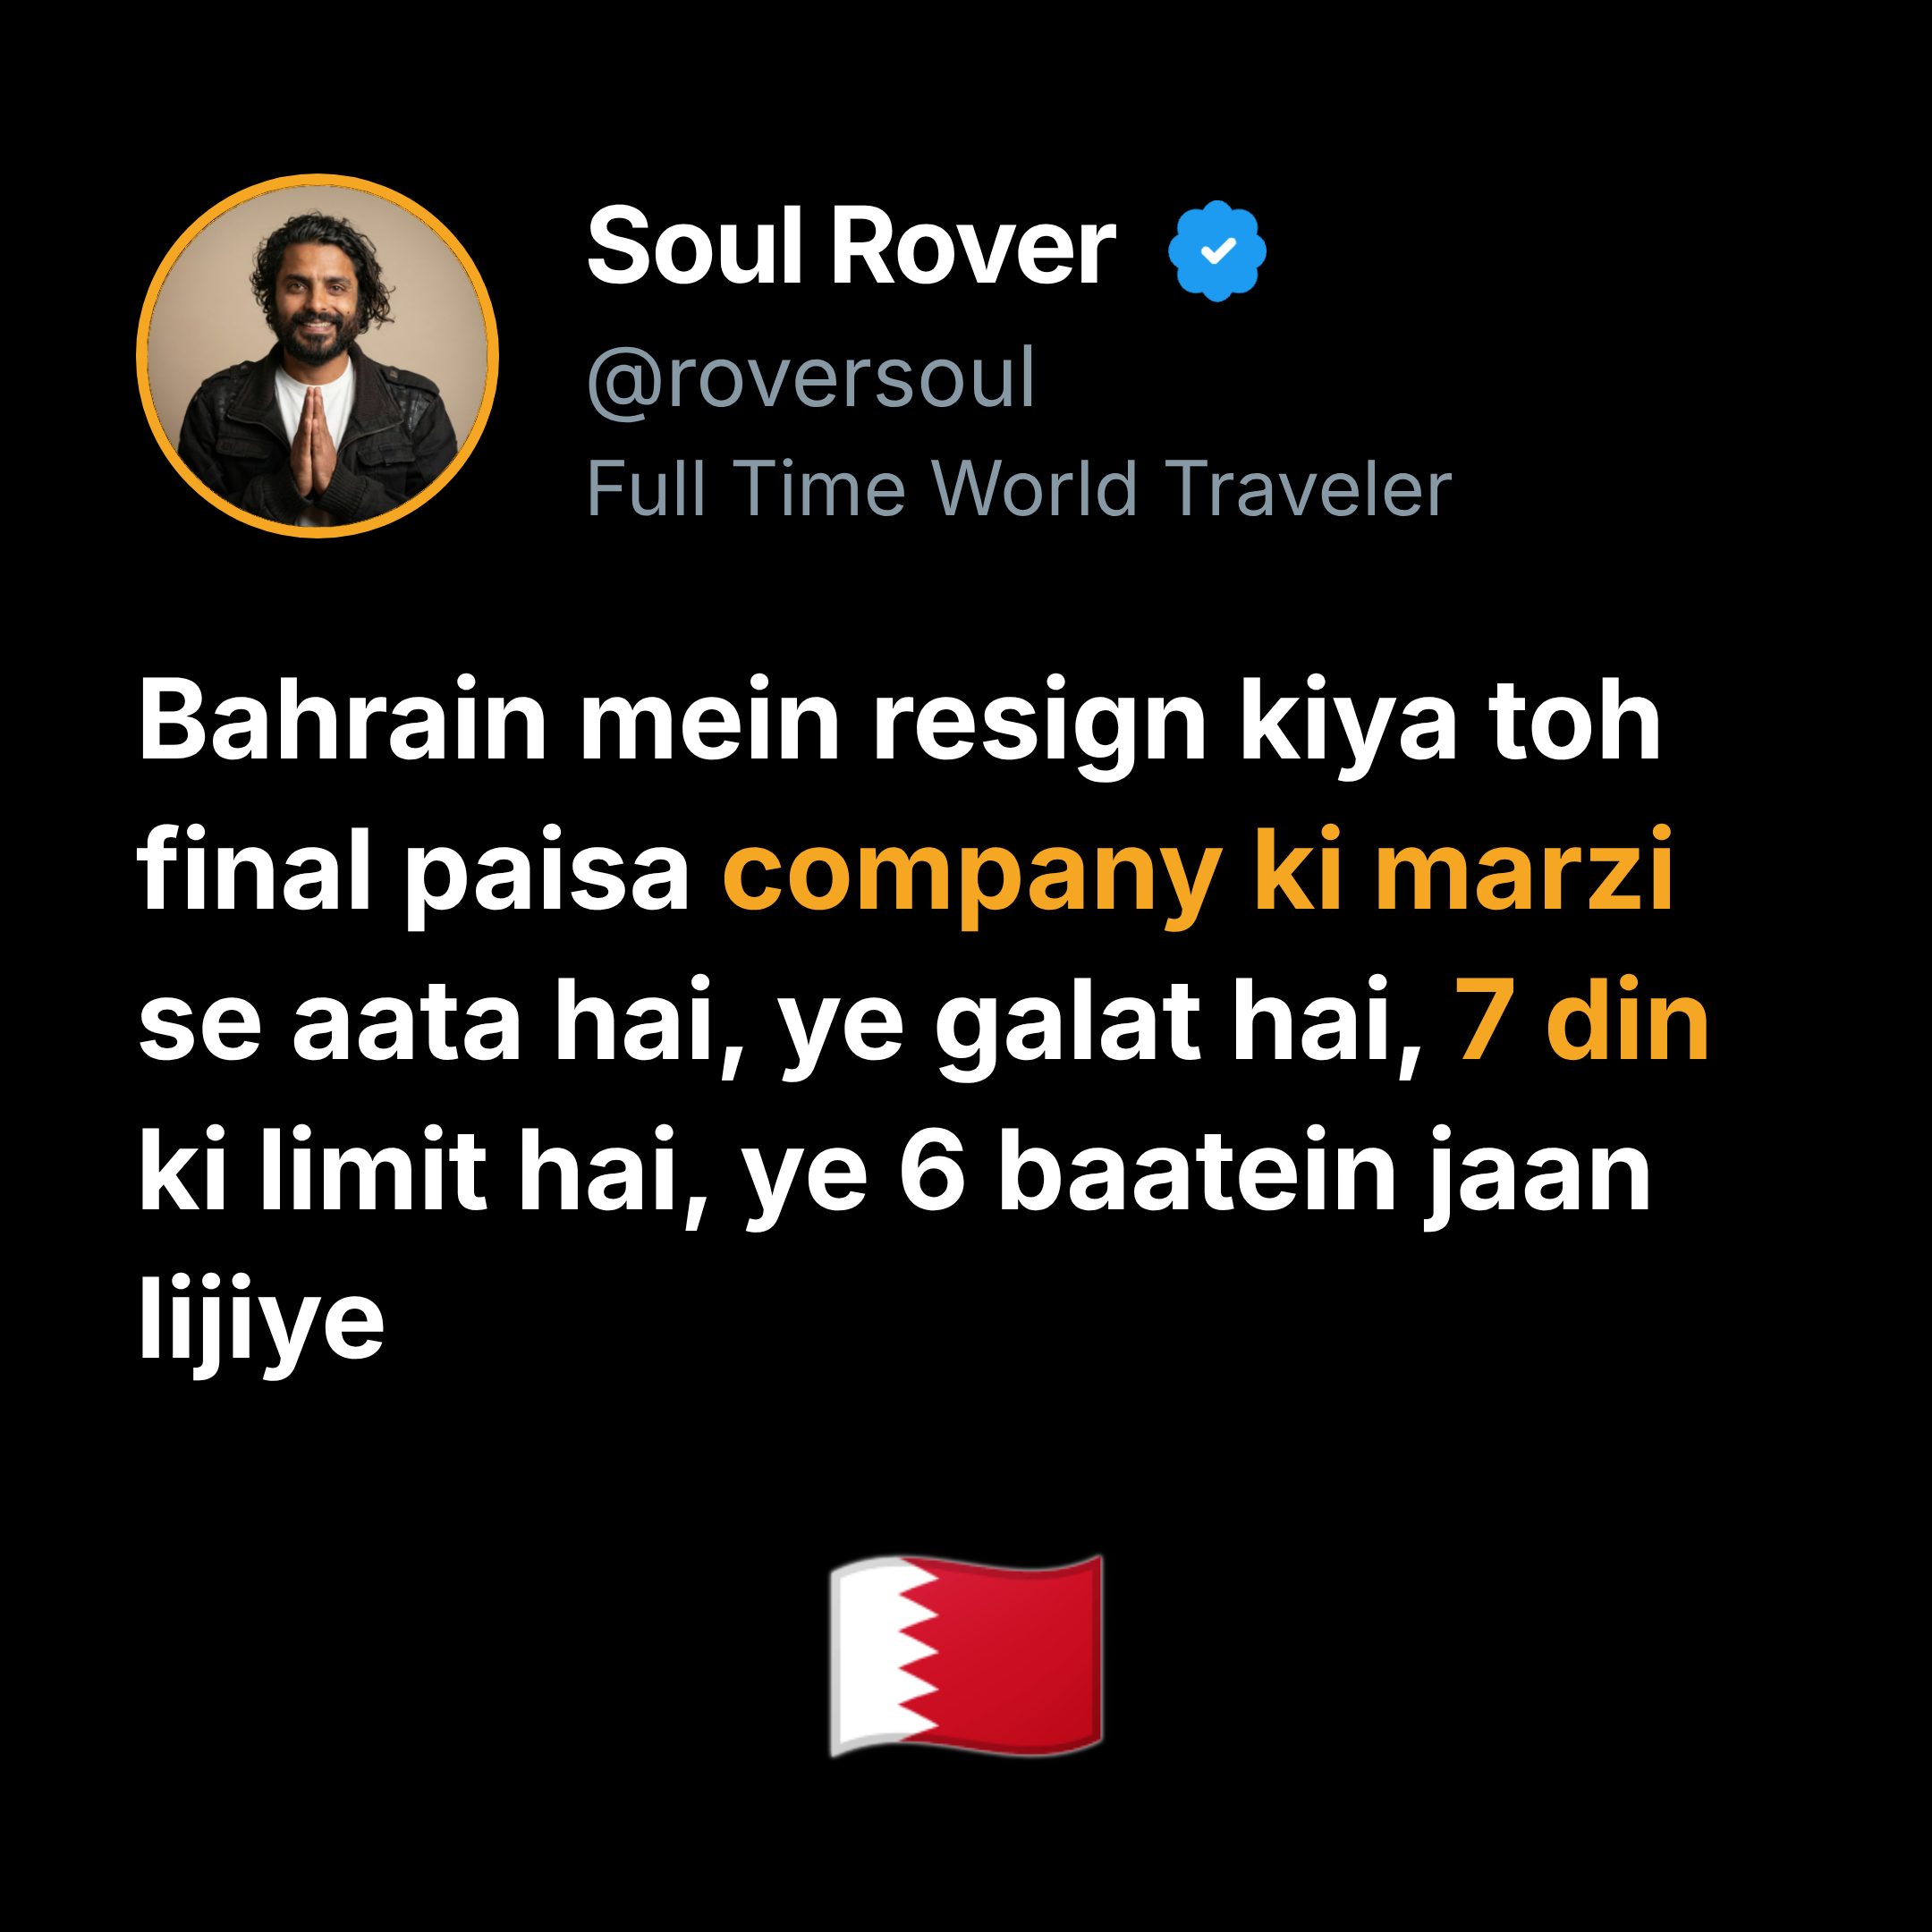 Soul Rover
@roversoul
Full Time World Traveler
Bahrain mein resign kiya toh
final paisa company ki marzi
se aata hai, ye galat hai, 7 din
ki limit hai, ye 6 baatein jaan
lijiye